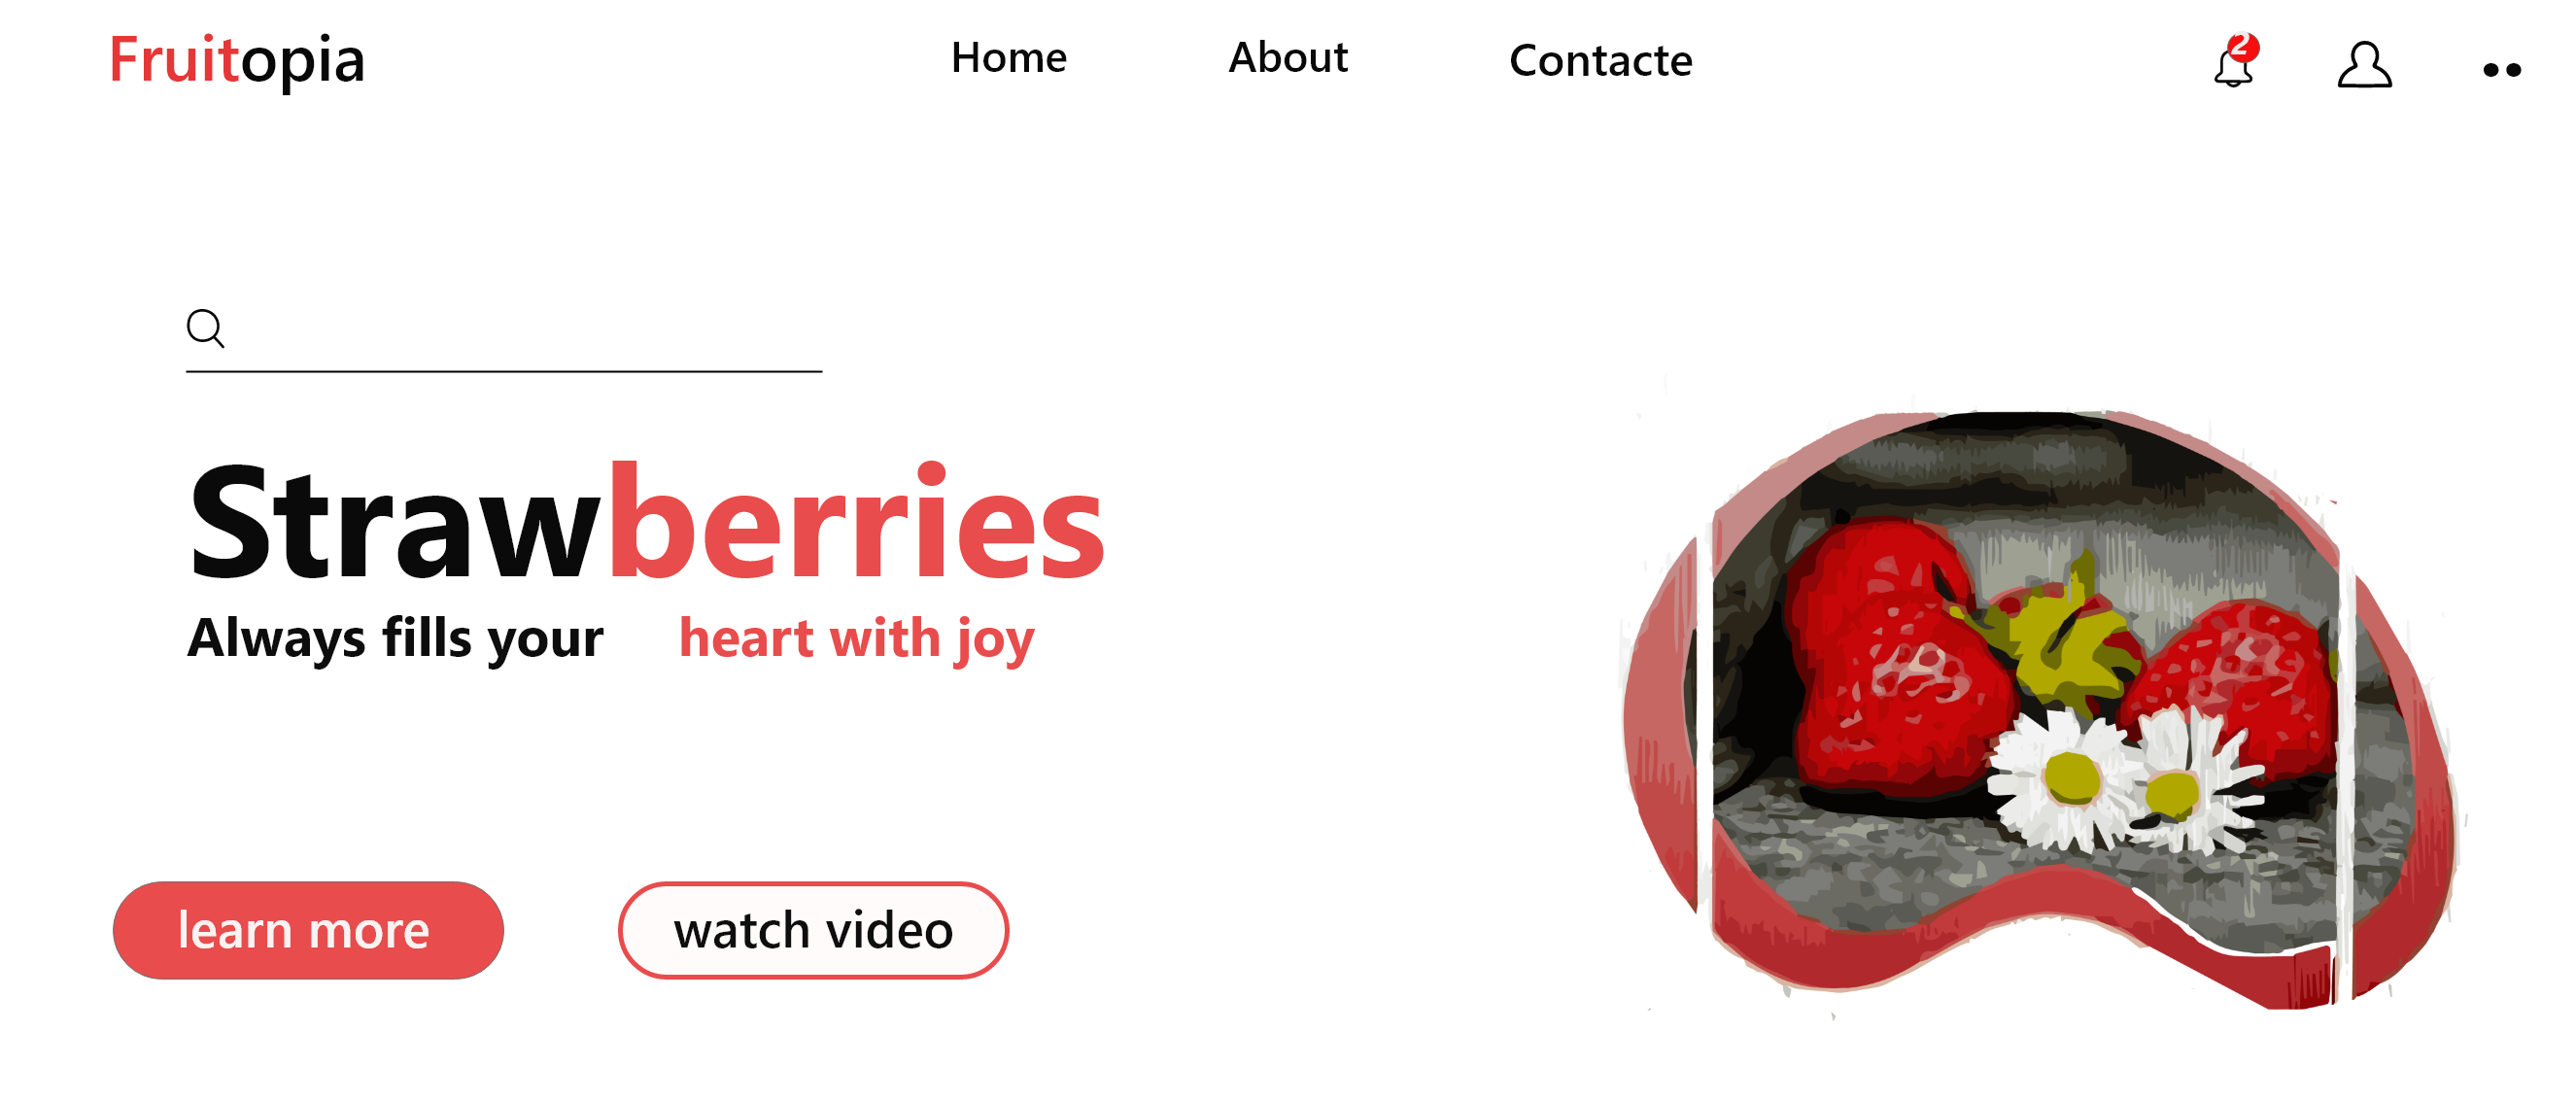 Fruitopia
Home About Contacte
2
Strawberries
Always fills your heart with joy
learn more
watch video